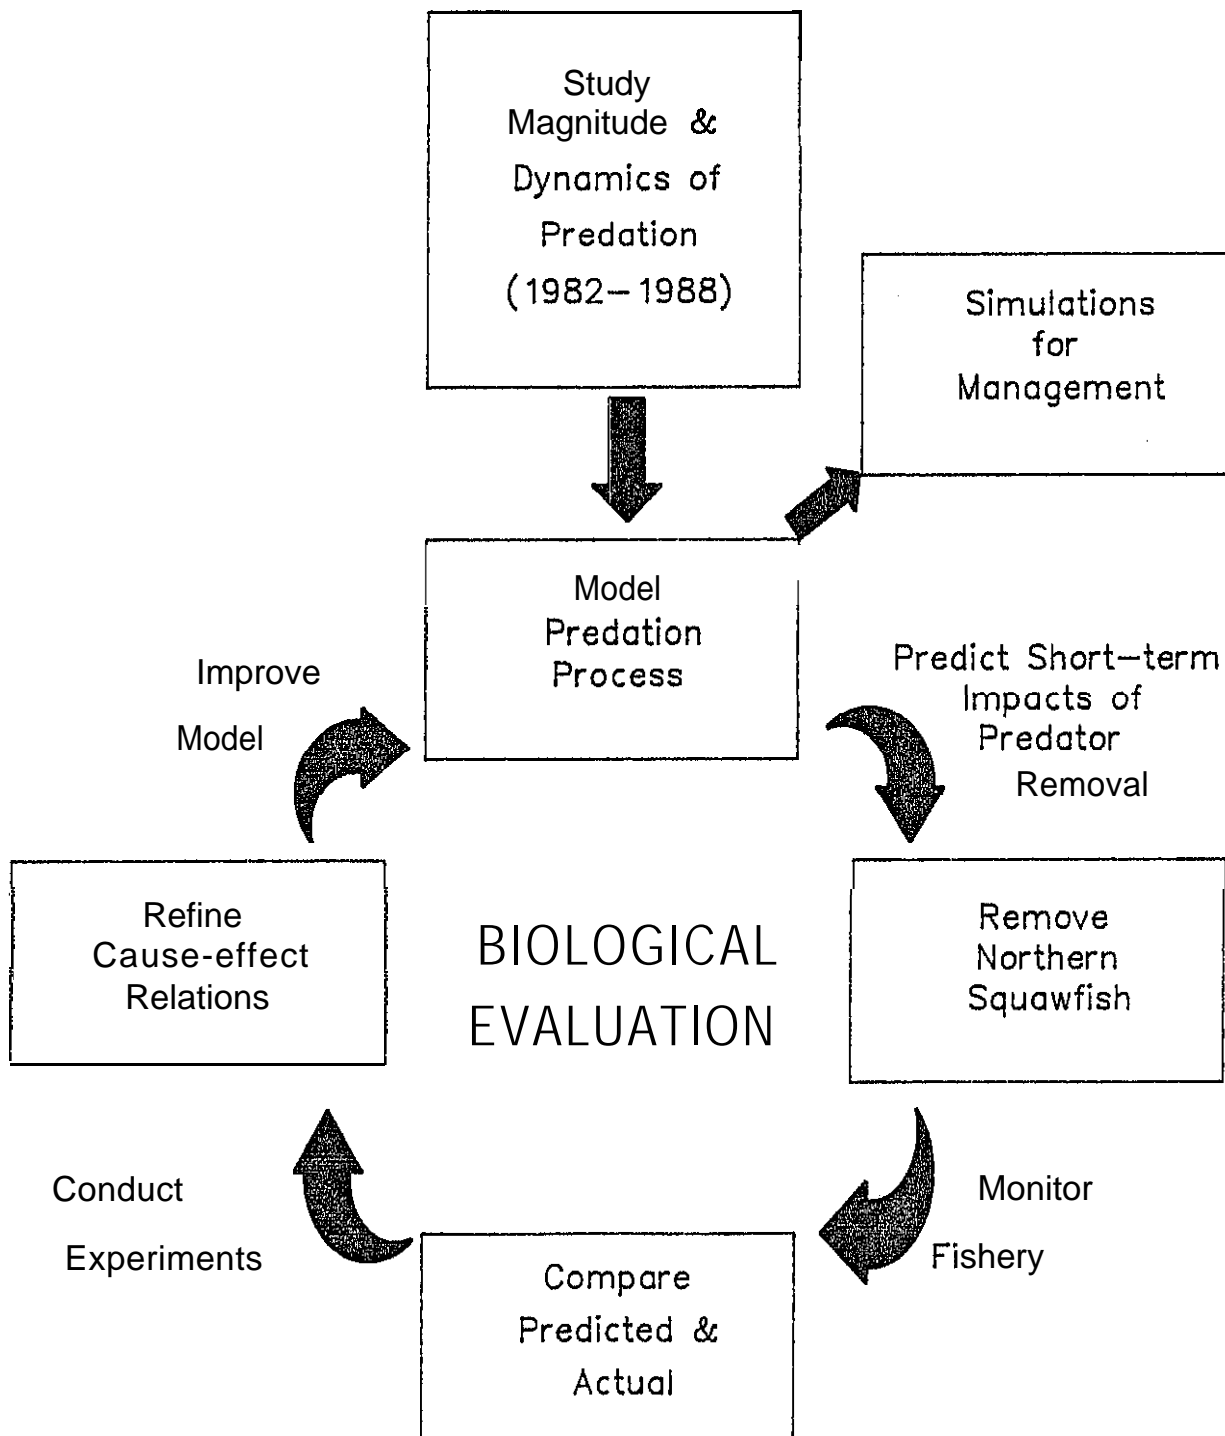 Study
Magnitude &
Dynamics of
Predation
(1982-1988)
Simulations
for
Management
Model
Predation
Process
Improve
Model
Predict Short-term
Impacts of
Predator
Removal
Refine
Cause-effect
Relations
BIOLOGICAL
EVALUATION
Remove
Northern
Squawfish
Conduct
Experiments
Monitor
Fishery
Compare
Predicted &
Actual